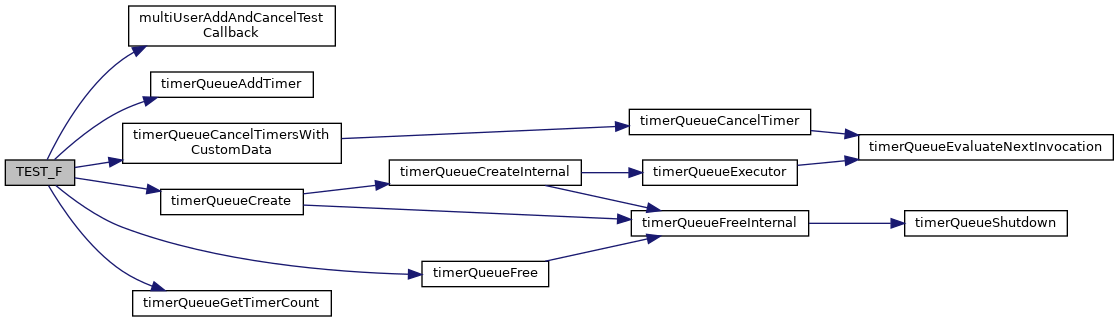 multiUserAddAndCancelTest
Callback
timerQueueAddTimer
timerQueueCancelTimersWith
CustomData
timerQueueCancelTimer
timerQueueEvaluateNextInvocation
TEST_F
timerQueueCreateInternal
timerQueueExecutor
timerQueueCreate
timerQueueFreeInternal
timerQueueShutdown
timerQueueFree
timerQueueGetTimerCount